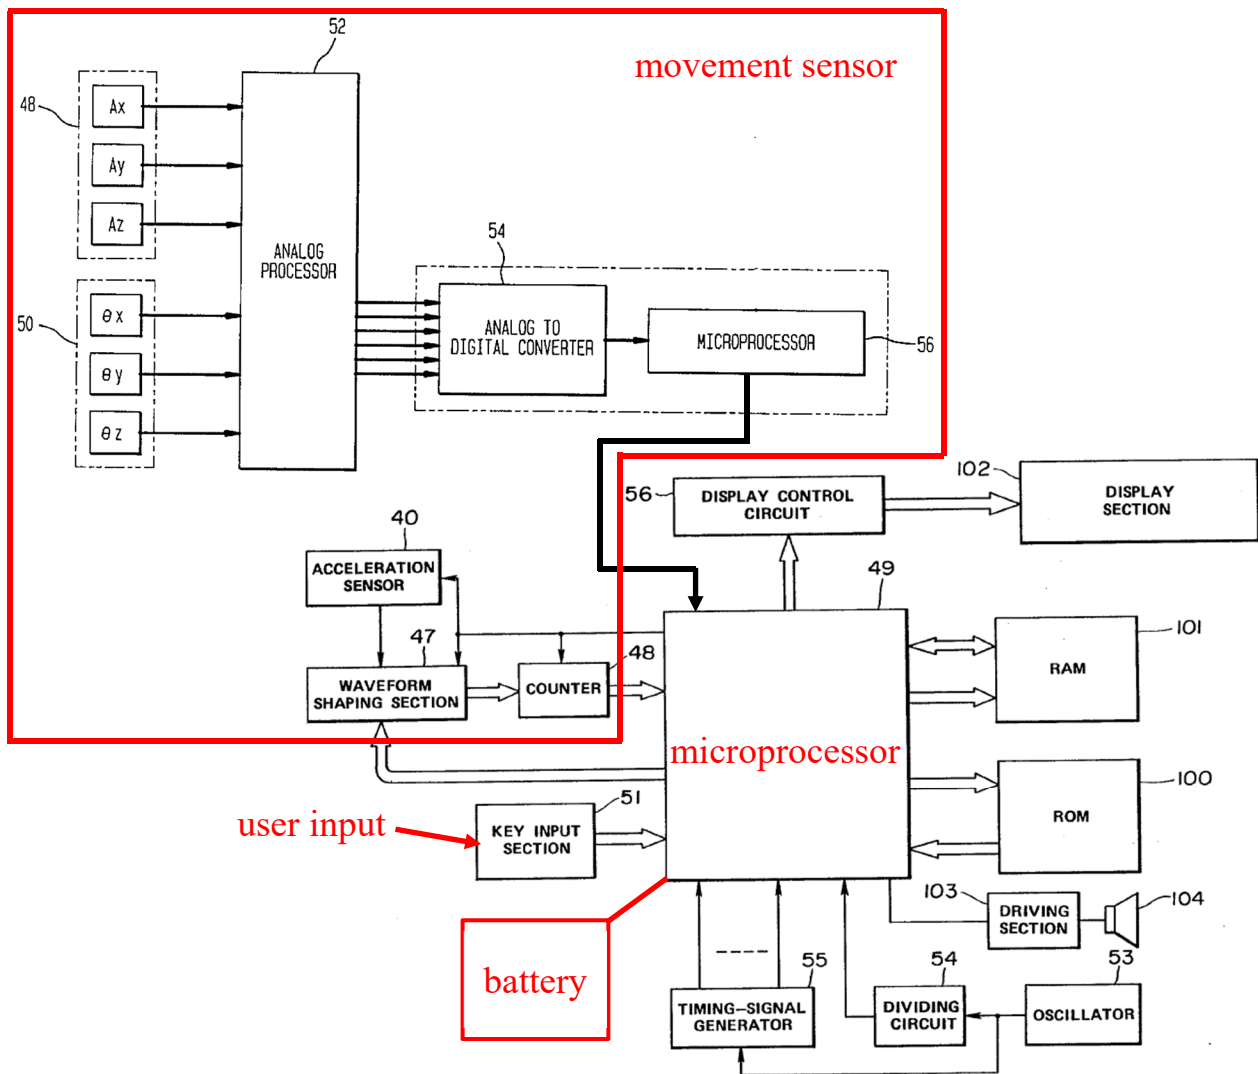 52
movement sensor
48
Ax
Ay
Az
ANALOG
PROCESSOR
54
50
θx
θy
θz
ANALOG TO
DIGITAL CONVERTER
MICROPROCESSOR
56
102
56
DISPLAY CONTROL
CIRCUIT
DISPLAY
SECTION
40
ACCELERATION
SENSOR
49
47
48
101
WAVEFORM
SHAPING SECTION
COUNTER
RAM
microprocessor
100
51
user input
KEY INPUT
SECTION
ROM
103
DRIVING
SECTION
104
battery
55
54
53
TIMING-SIGNAL
GENERATOR
DIVIDING
CIRCUIT
OSCILLATOR